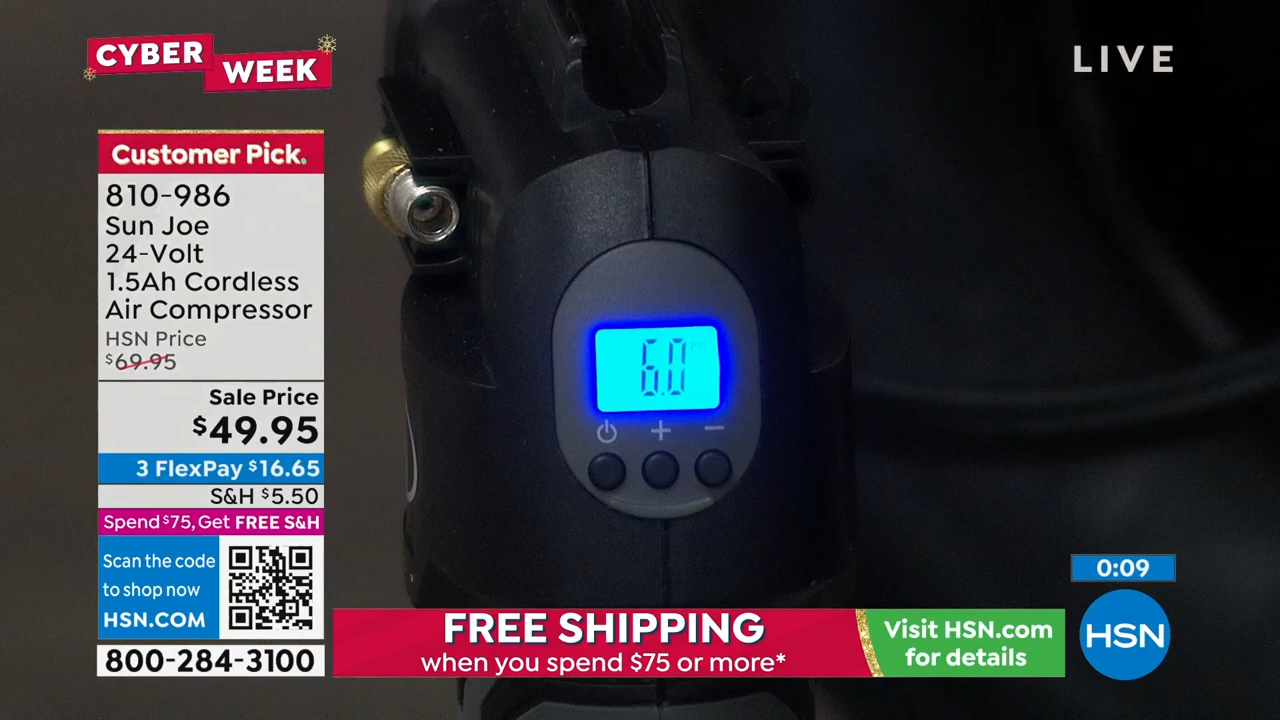 CYBER
WEEK
LIVE
Customer Pick.
810-986
Sun Joe
24-Volt
1.5Ah Cordless
Air Compressor
HSN Price
$69.95
Sale Price
$49.95
3 FlexPay $16.65
S&H $5.50
Spend $75, Get FREE S&H
Scan the code
to shop now
HSN.COM
800-284-3100
6.0 PSI
+ −
FREE SHIPPING
when you spend $75 or more*
Visit HSN.com
for details
0:09
HSN